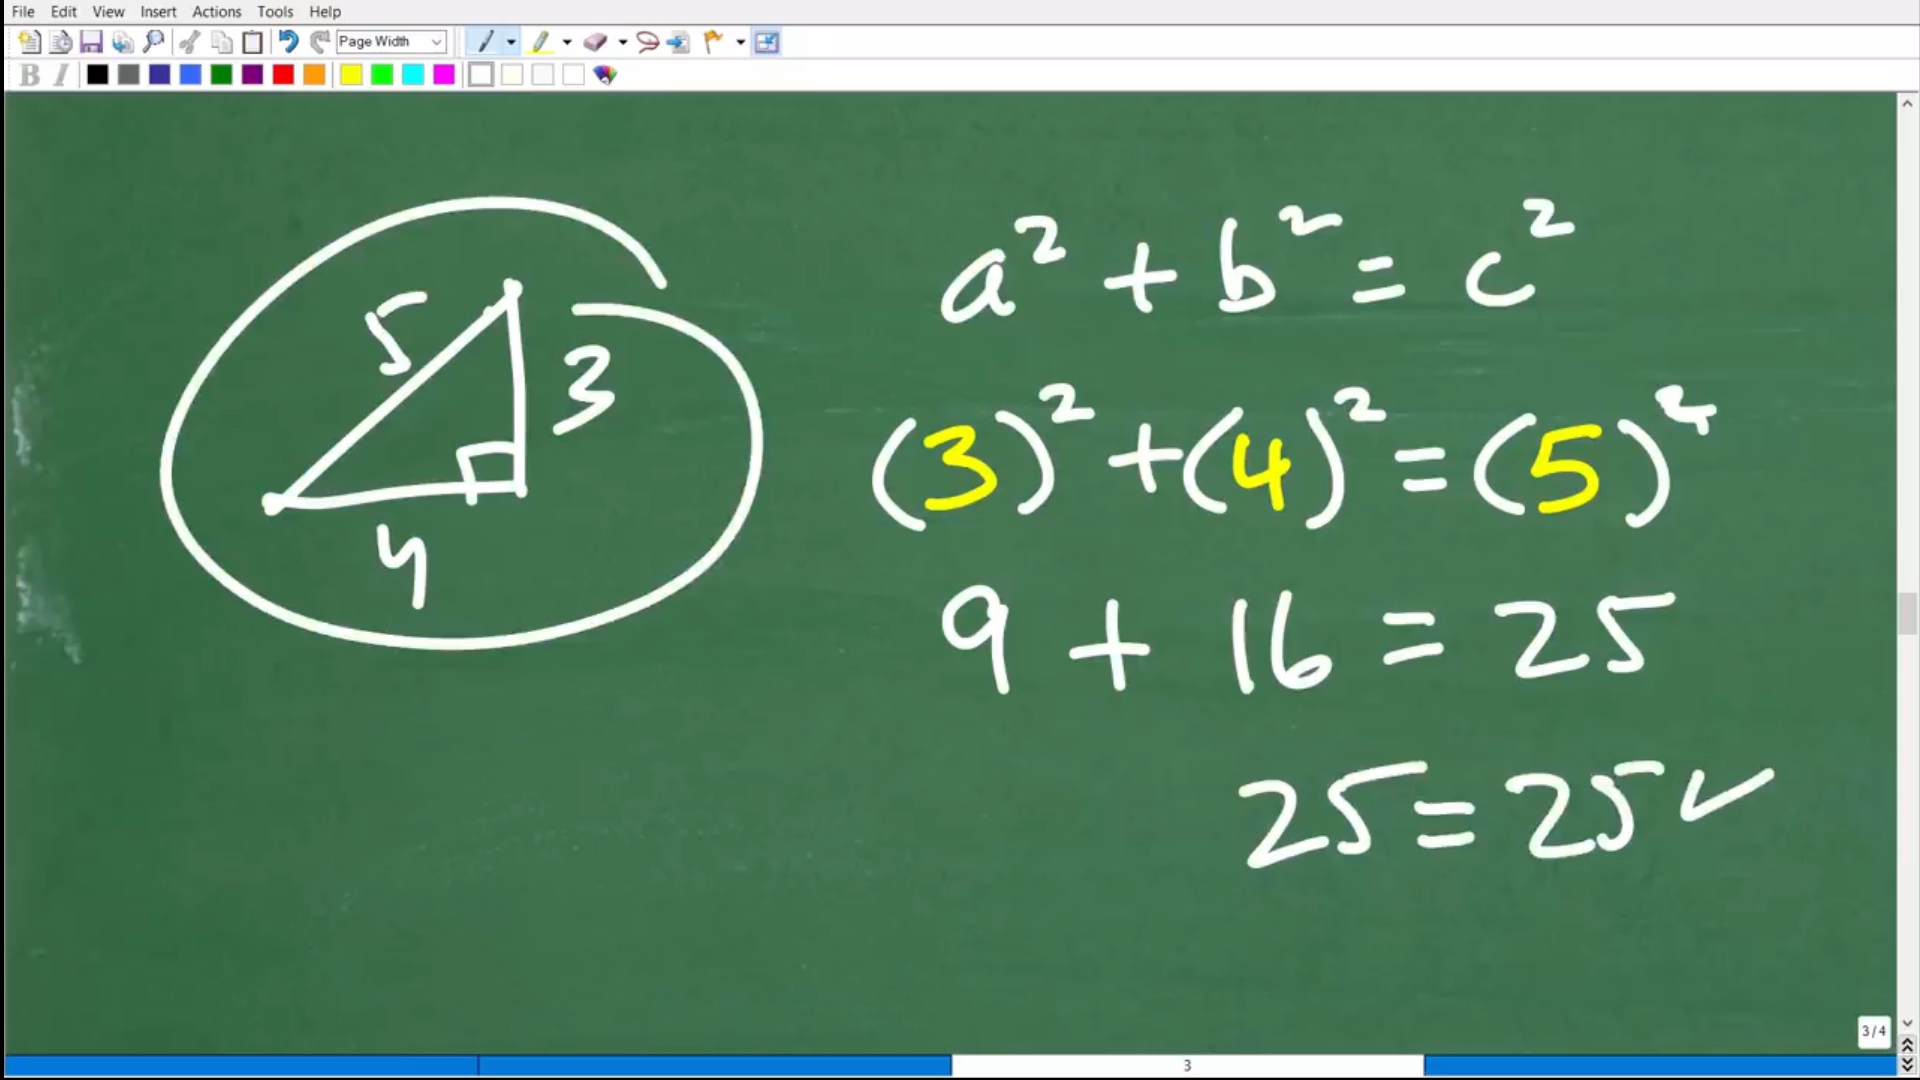 File Edit View Insert Actions Tools Help
Page Width
B I
5
3
4
a² + b² = c²
(3)² + (4)² = (5)²
9 + 16 = 25
25 = 25 ✓
3/4
3